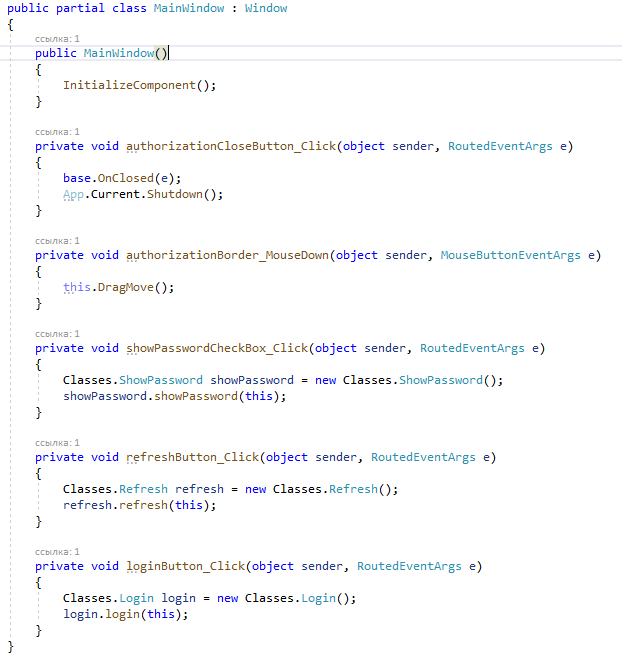 public partial class MainWindow : Window
{
ссылка: 1
public MainWindow()
{
InitializeComponent();
}
ссылка: 1
private void authorizationCloseButton_Click(object sender, RoutedEventArgs e)
{
base.OnClosed(e);
App.Current.Shutdown();
}
ссылка: 1
private void authorizationBorder_MouseDown(object sender, MouseButtonEventArgs e)
{
this.DragMove();
}
ссылка: 1
private void showPasswordCheckBox_Click(object sender, RoutedEventArgs e)
{
Classes.ShowPassword showPassword = new Classes.ShowPassword();
showPassword.showPassword(this);
}
ссылка: 1
private void refreshButton_Click(object sender, RoutedEventArgs e)
{
Classes.Refresh refresh = new Classes.Refresh();
refresh.refresh(this);
}
ссылка: 1
private void loginButton_Click(object sender, RoutedEventArgs e)
{
Classes.Login login = new Classes.Login();
login.login(this);
}
}